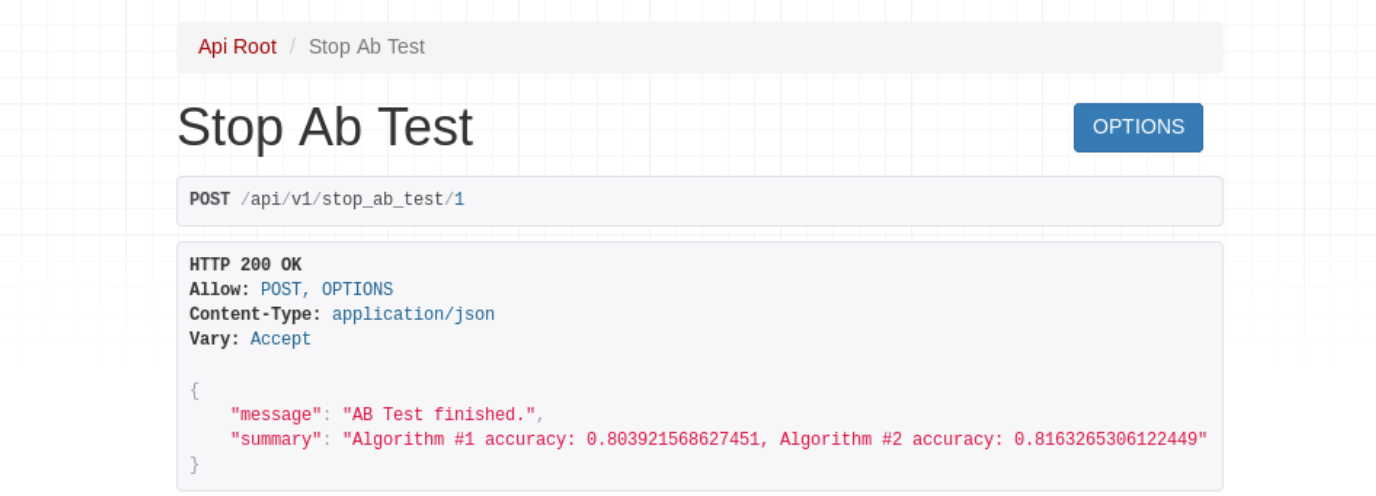 Api Root / Stop Ab Test
Stop Ab Test
OPTIONS
POST /api/v1/stop_ab_test/1
HTTP 200 OK
Allow: POST, OPTIONS
Content-Type: application/json
Vary: Accept
{
    "message": "AB Test finished.",
    "summary": "Algorithm #1 accuracy: 0.803921568627451, Algorithm #2 accuracy: 0.8163265306122449"
}